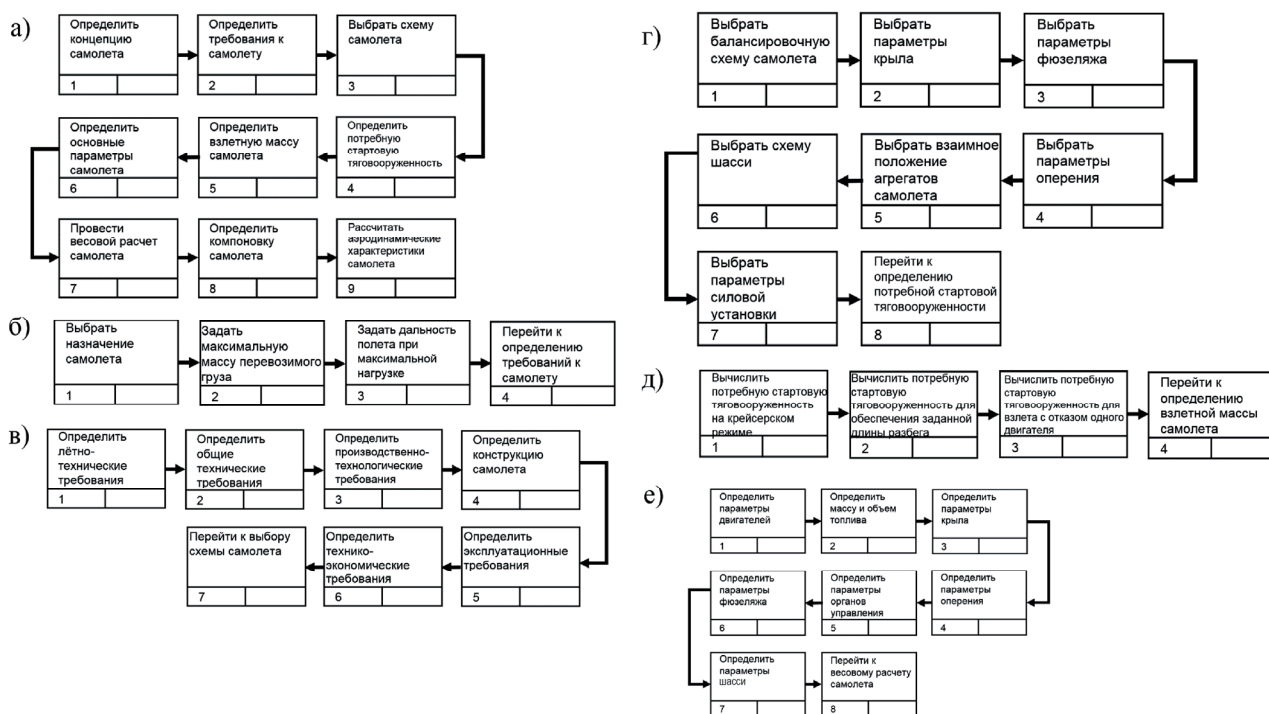 а)
Определить
концепцию
самолета
1
Определить
требования к
самолету
2
Выбрать схему
самолета
3
Определить
потребную
стартовую
тяговооруженность
4
Определить
взлетную массу
самолета
5
Определить
основные
параметры
самолета
6
Провести
весовой расчет
самолета
7
Определить
компоновку
самолета
8
Рассчитать
аэродинамические
характеристики
самолета
9
б)
Выбрать
назначение
самолета
1
Задать
максимальную
массу перевозимого
груза
2
Задать дальность
полета при
максимальной
нагрузке
3
Перейти к
определению
требований к
самолету
4
в)
Определить
лётно-
технические
требования
1
Определить
общие
технические
требования
2
Определить
производственно-
технологические
требования
3
Определить
конструкцию
самолета
4
Определить
эксплуатационные
требования
5
Определить
технико-
экономические
требования
6
Перейти к выбору
схемы самолета
7
г)
Выбрать
балансировочную
схему самолета
1
Выбрать
параметры
крыла
2
Выбрать
параметры
фюзеляжа
3
Выбрать
параметры
оперения
4
Выбрать взаимное
положение
агрегатов
самолета
5
Выбрать схему
шасси
6
Выбрать
параметры
силовой
установки
7
Перейти к
определению
потребной стартовой
тяговооруженности
8
д)
Вычислить
потребную стартовую
тяговооруженность
на крейсерском
режиме
1
Вычислить потребную
стартовую
тяговооруженность для
обеспечения заданной
длины разбега
2
Вычислить потребную
стартовую
тяговооруженность для
взлета с отказом одного
двигателя
3
Перейти к
определению
взлетной массы
самолета
4
е)
Определить
параметры
двигателей
1
Определить
массу и объем
топлива
2
Определить
параметры
крыла
3
Определить
параметры
оперения
4
Определить
параметры
органов
управления
5
Определить
параметры
фюзеляжа
6
Определить
параметры
шасси
7
Перейти к
весовому расчету
самолета
8